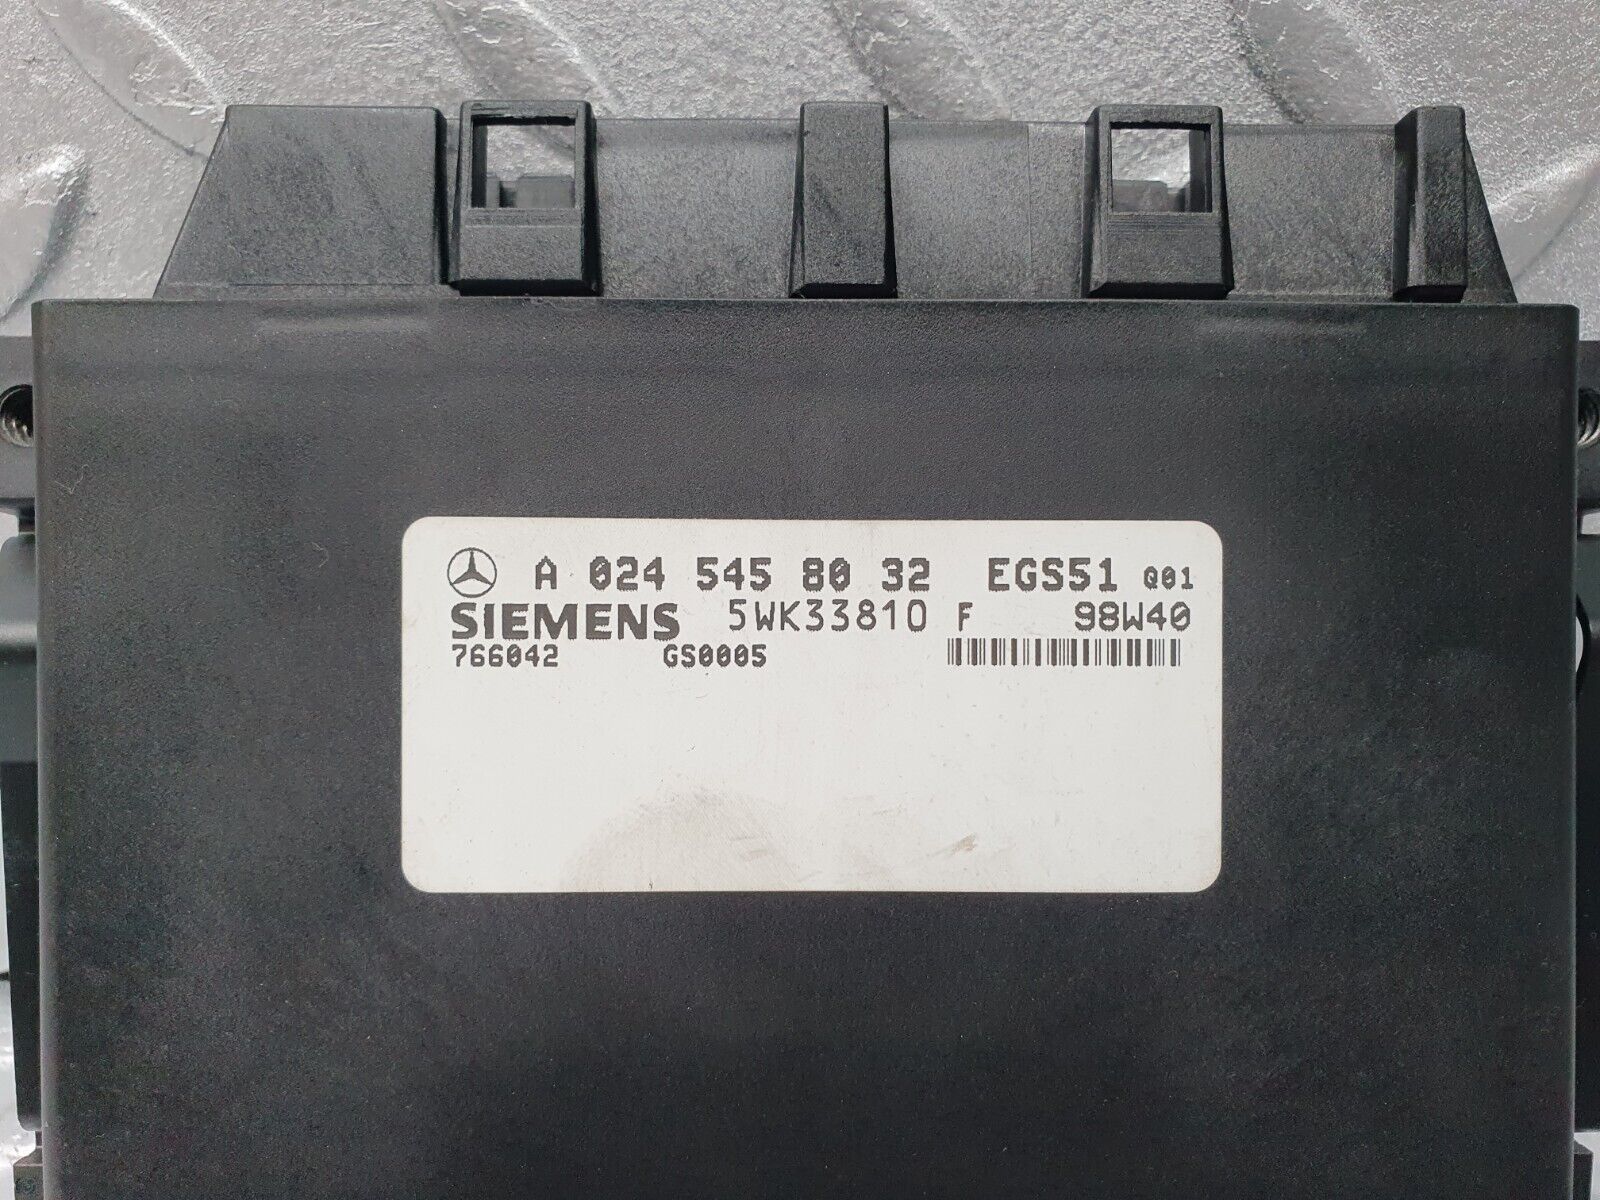 A 024 545 80 32 EGS51 Q01
SIEMENS 5WK33810 F 98W40
766042 GS0005